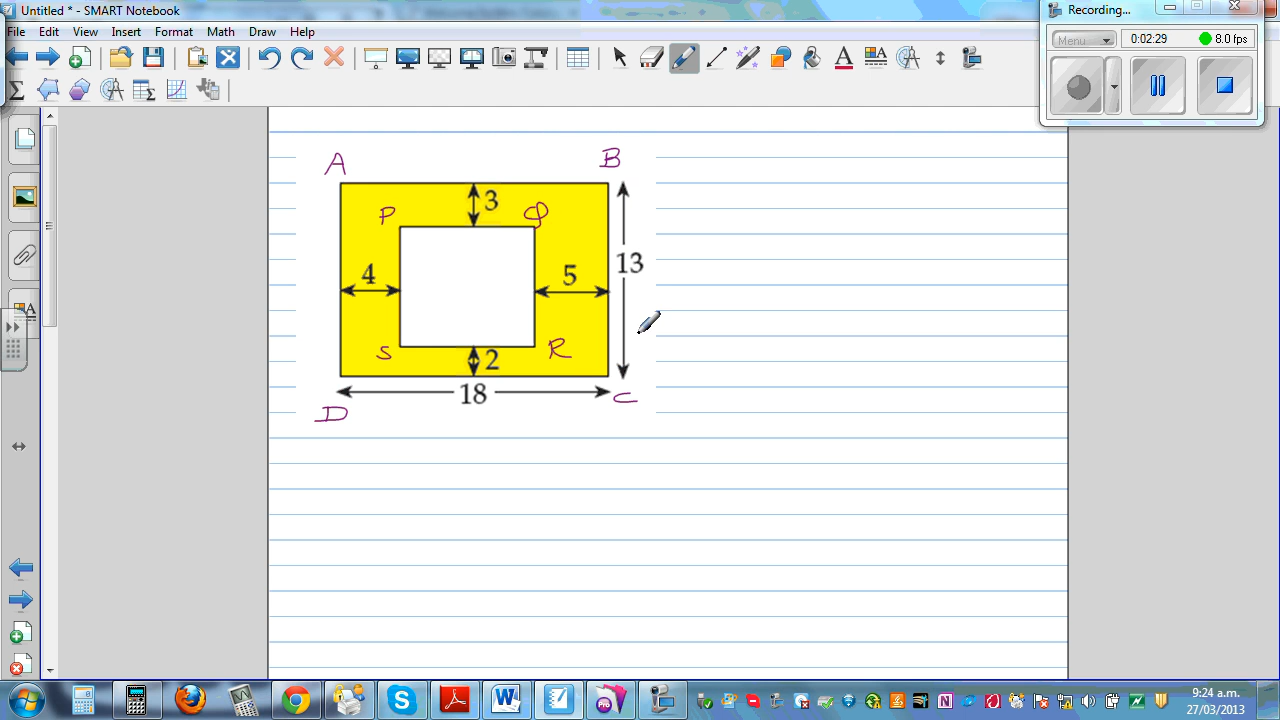 Untitled * - SMART Notebook
Recording...
File Edit View Insert Format Math Draw Help
Menu 0:02:29 8.0 fps
A B
3
P Q
4 5 13
S R
2
18
D C
9:24 a.m.
27/03/2013